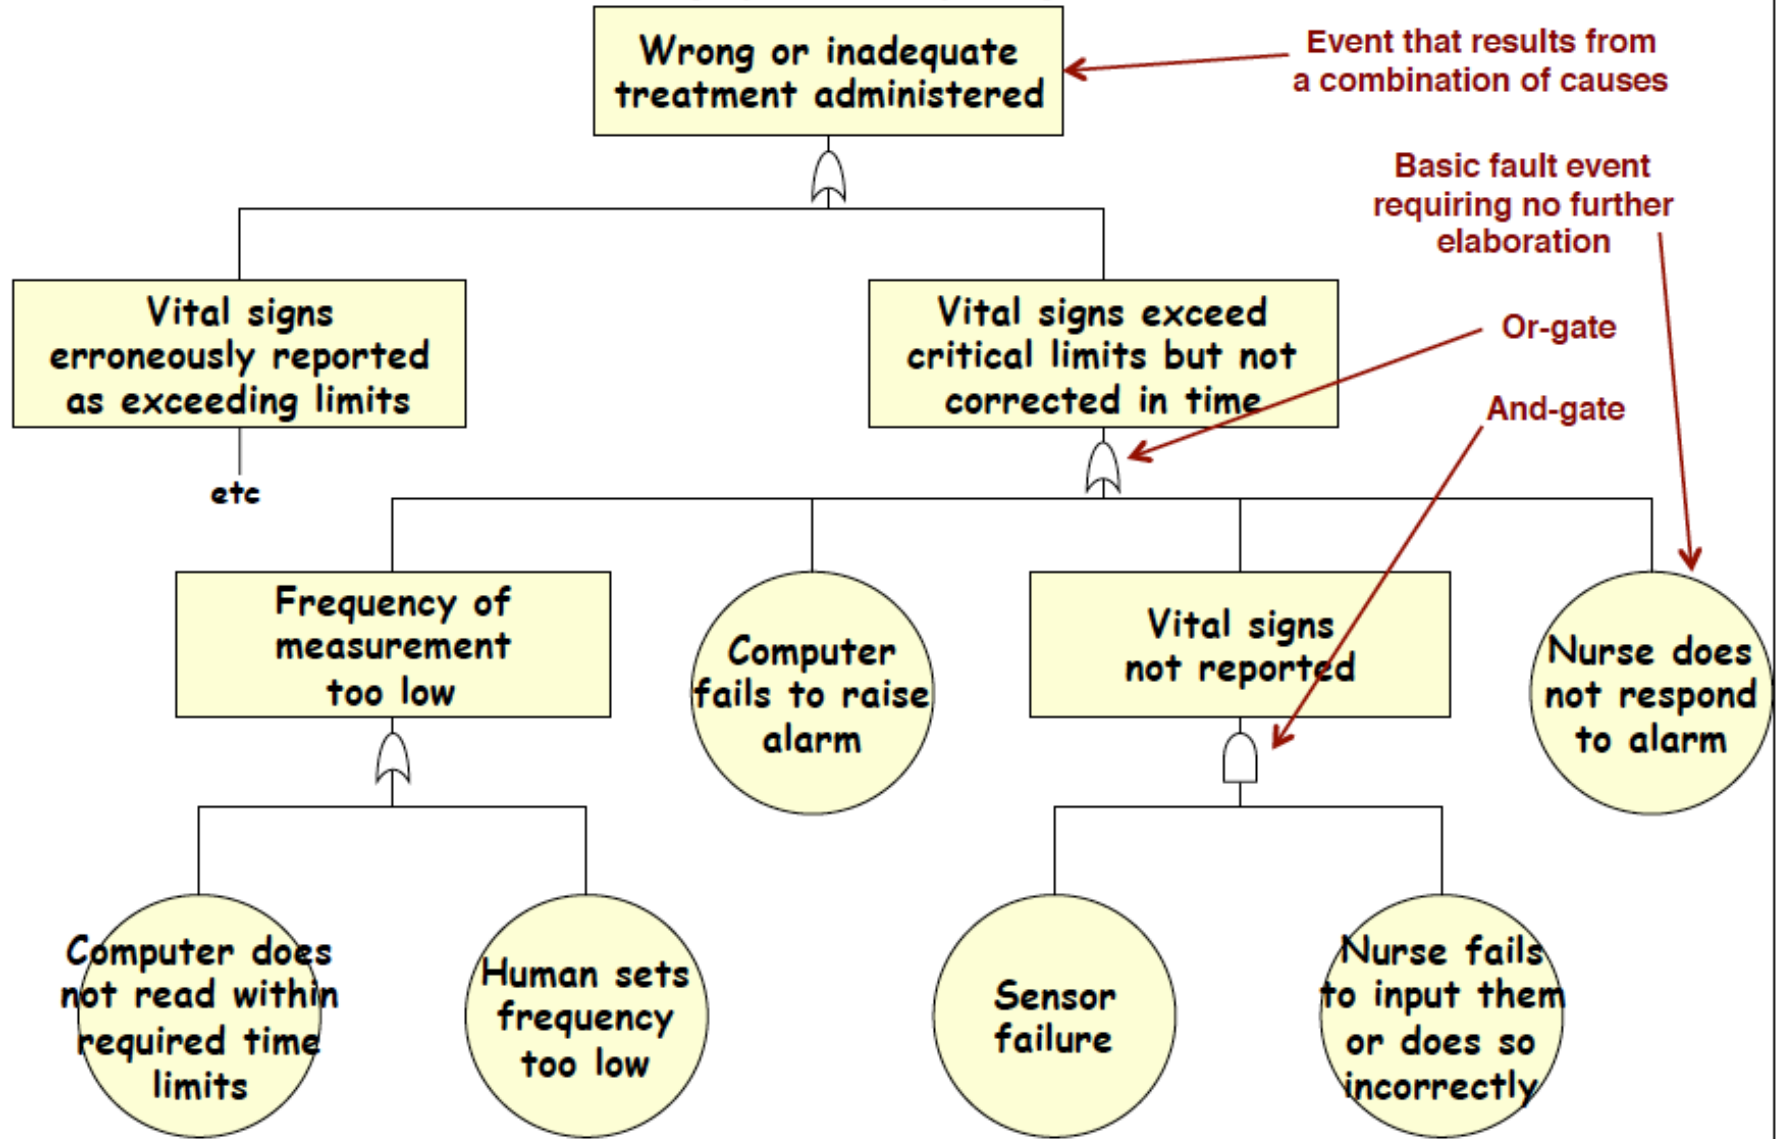 Wrong or inadequate
treatment administered
Event that results from
a combination of causes
Basic fault event
requiring no further
elaboration
Vital signs
erroneously reported
as exceeding limits
Vital signs exceed
critical limits but not
corrected in time
Or-gate
And-gate
etc
Frequency of
measurement
too low
Computer
fails to raise
alarm
Vital signs
not reported
Nurse does
not respond
to alarm
Computer does
not read within
required time
limits
Human sets
frequency
too low
Sensor
failure
Nurse fails
to input them
or does so
incorrectly